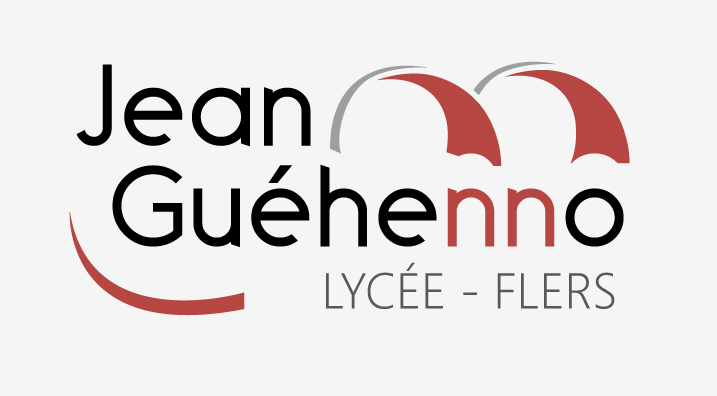 Jean
Guéhenno
LYCÉE - FLERS